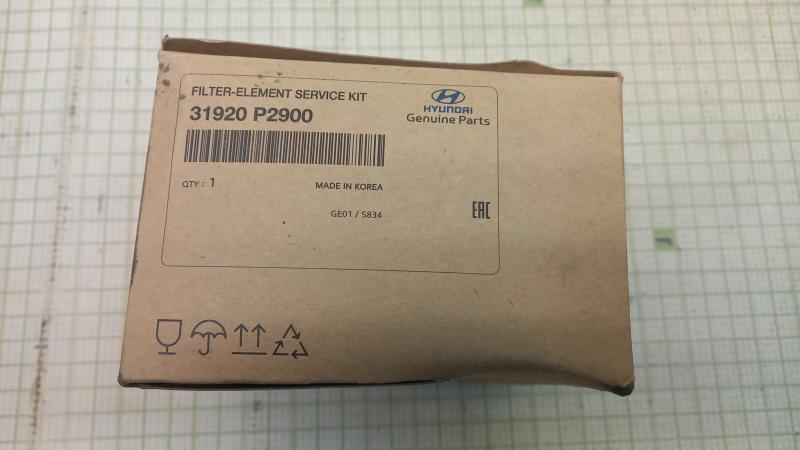 FILTER-ELEMENT SERVICE KIT
31920 P2900
HYUNDAI
Genuine Parts
QTY : 1
MADE IN KOREA
GE01 / S834
EAC